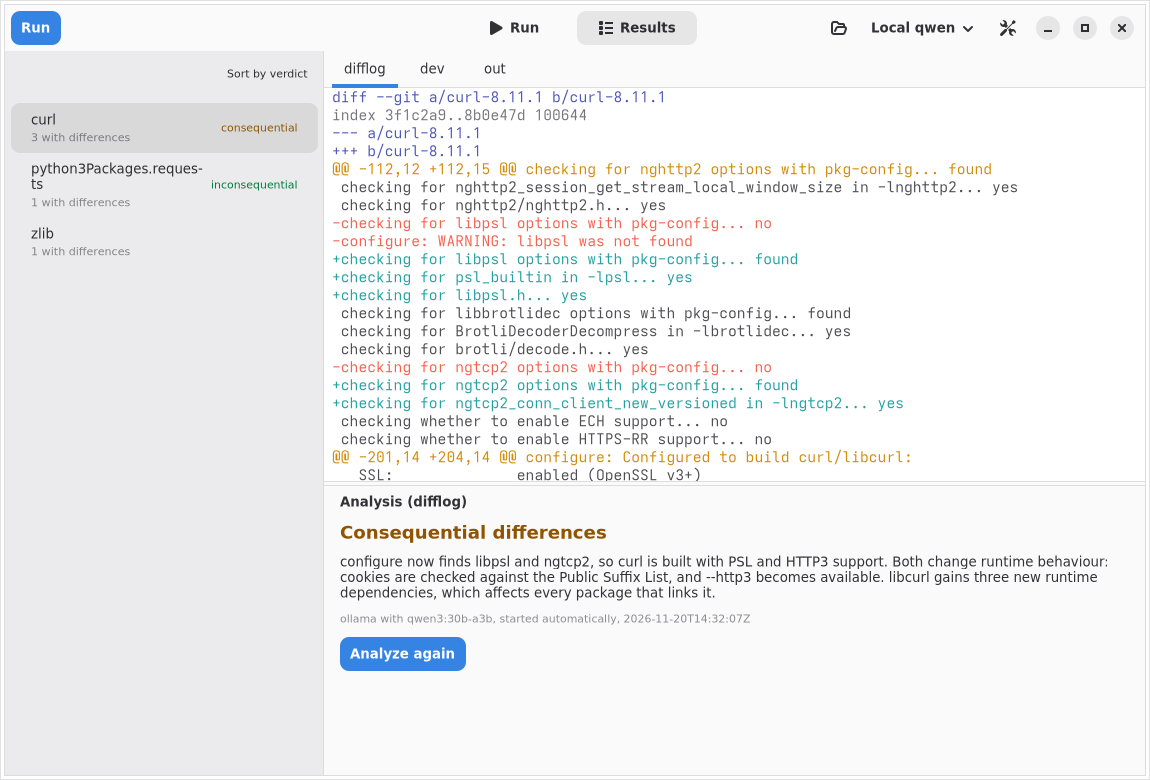 Run
Run
Results
Local qwen
Sort by verdict
curl
3 with differences
consequential
python3Packages.reques-
ts
1 with differences
inconsequential
zlib
1 with differences
difflog dev out
diff --git a/curl-8.11.1 b/curl-8.11.1
index 3f1c2a9..8b0e47d 100644
--- a/curl-8.11.1
+++ b/curl-8.11.1
@@ -112,12 +112,15 @@ checking for nghttp2 options with pkg-config... found
 checking for nghttp2_session_get_stream_local_window_size in -lnghttp2... yes
 checking for nghttp2/nghttp2.h... yes
-checking for libpsl options with pkg-config... no
-configure: WARNING: libpsl was not found
+checking for libpsl options with pkg-config... found
+checking for psl_builtin in -lpsl... yes
+checking for libpsl.h... yes
 checking for libbrotlidec options with pkg-config... found
 checking for BrotliDecoderDecompress in -lbrotlidec... yes
 checking for brotli/decode.h... yes
-checking for ngtcp2 options with pkg-config... no
+checking for ngtcp2 options with pkg-config... found
+checking for ngtcp2_conn_client_new_versioned in -lngtcp2... yes
 checking whether to enable ECH support... no
 checking whether to enable HTTPS-RR support... no
@@ -201,14 +204,14 @@ configure: Configured to build curl/libcurl:
   SSL:              enabled (OpenSSL v3+)
Analysis (difflog)
Consequential differences
configure now finds libpsl and ngtcp2, so curl is built with PSL and HTTP3 support. Both change runtime behaviour:
cookies are checked against the Public Suffix List, and --http3 becomes available. libcurl gains three new runtime
dependencies, which affects every package that links it.
ollama with qwen3:30b-a3b, started automatically, 2026-11-20T14:32:07Z
Analyze again